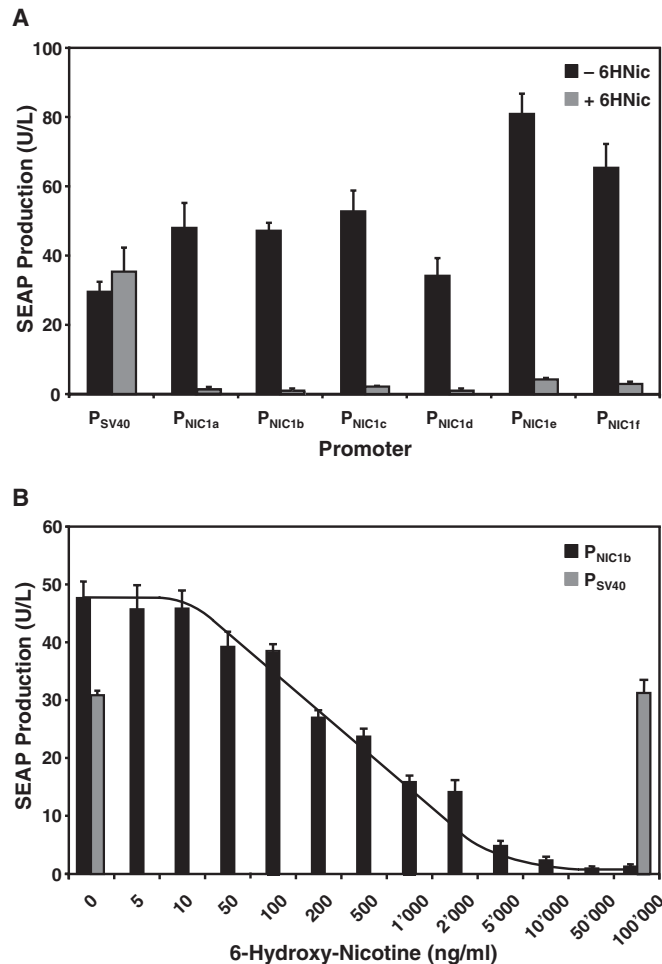 A
SEAP Production (U/L)
100
80
60
40
20
0
– 6HNic
+ 6HNic
PSV40 PNIC1a PNIC1b PNIC1c PNIC1d PNIC1e PNIC1f
Promoter
B
SEAP Production (U/L)
60
50
40
30
20
10
0
PNIC1b
PSV40
0 5 10 50 100 200 500 1'000 2'000 5'000 10'000 50'000 100'000
6-Hydroxy-Nicotine (ng/ml)